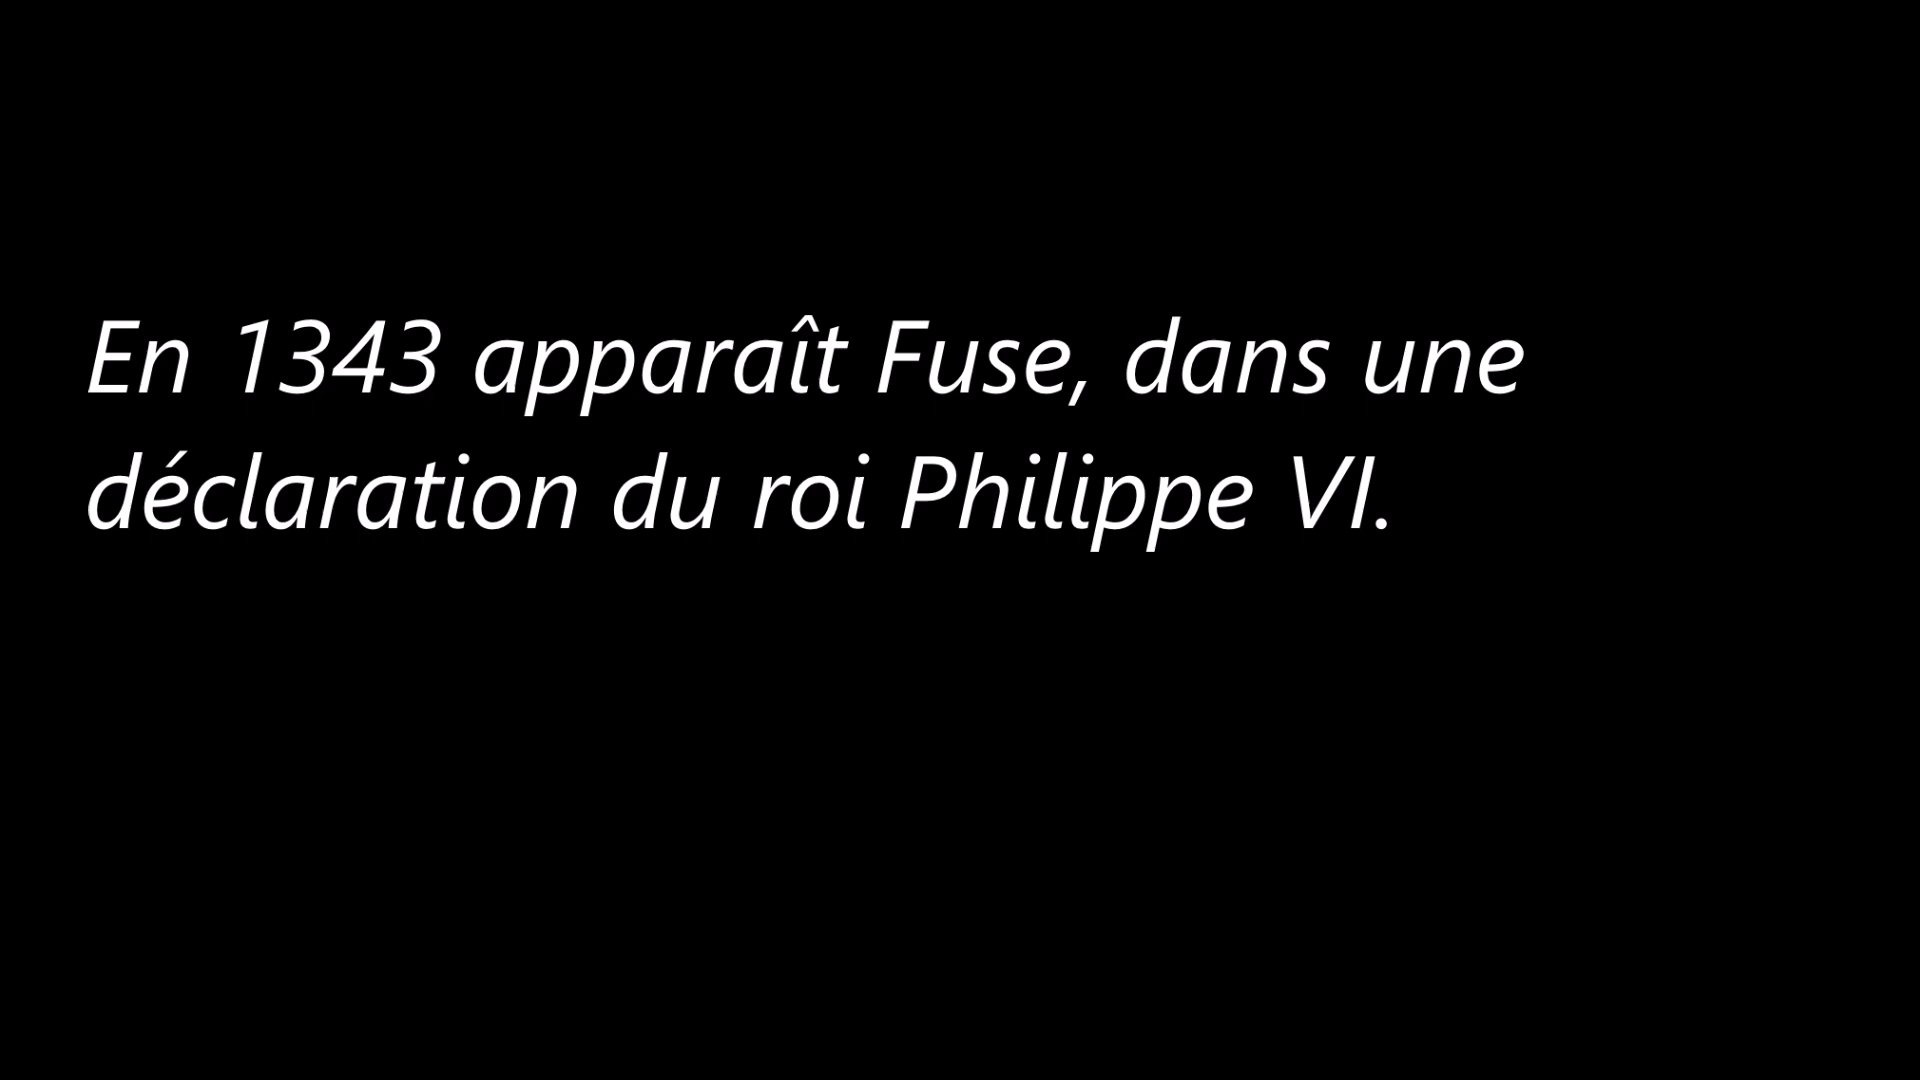 En 1343 apparaît Fuse, dans une
déclaration du roi Philippe VI.